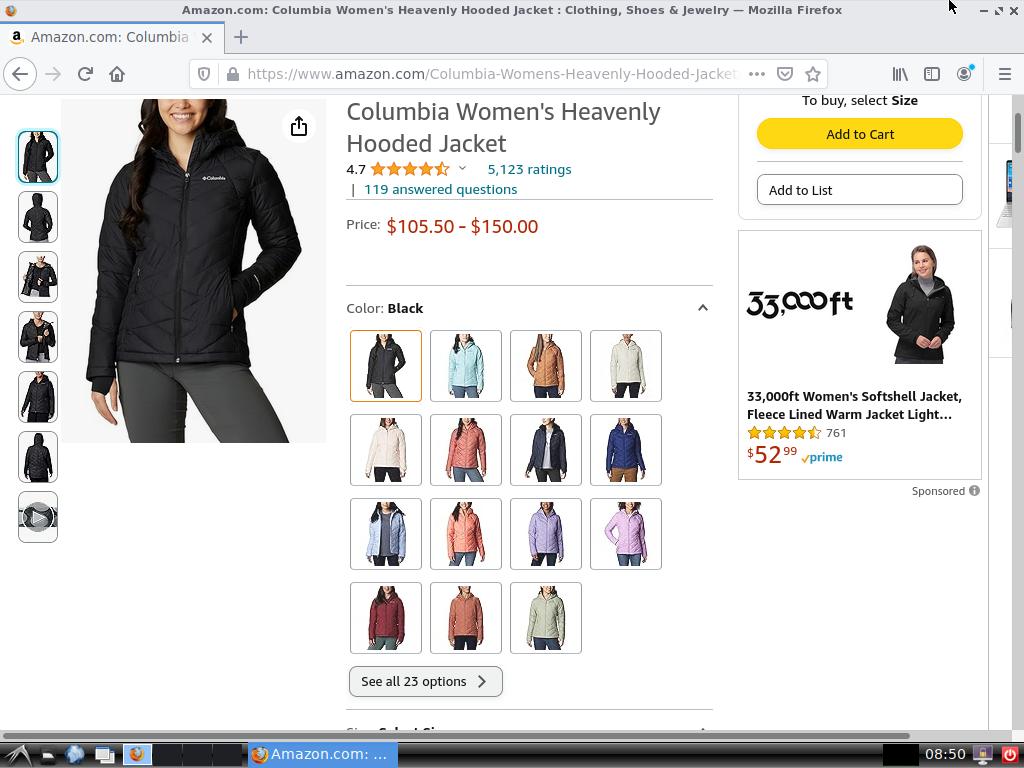 Amazon.com: Columbia Women's Heavenly Hooded Jacket : Clothing, Shoes & Jewelry — Mozilla Firefox
Amazon.com: Columbia
https://www.amazon.com/Columbia-Womens-Heavenly-Hooded-Jacket
Columbia Women's Heavenly
Hooded Jacket
4.7
5,123 ratings
| 119 answered questions
Price: $105.50 - $150.00
Color: Black
See all 23 options
Columbia
To buy, select Size
Add to Cart
Add to List
33,000ft
33,000ft Women's Softshell Jacket,
Fleece Lined Warm Jacket Light...
761
$52 99 prime
Sponsored
Amazon.com: ...
08:50